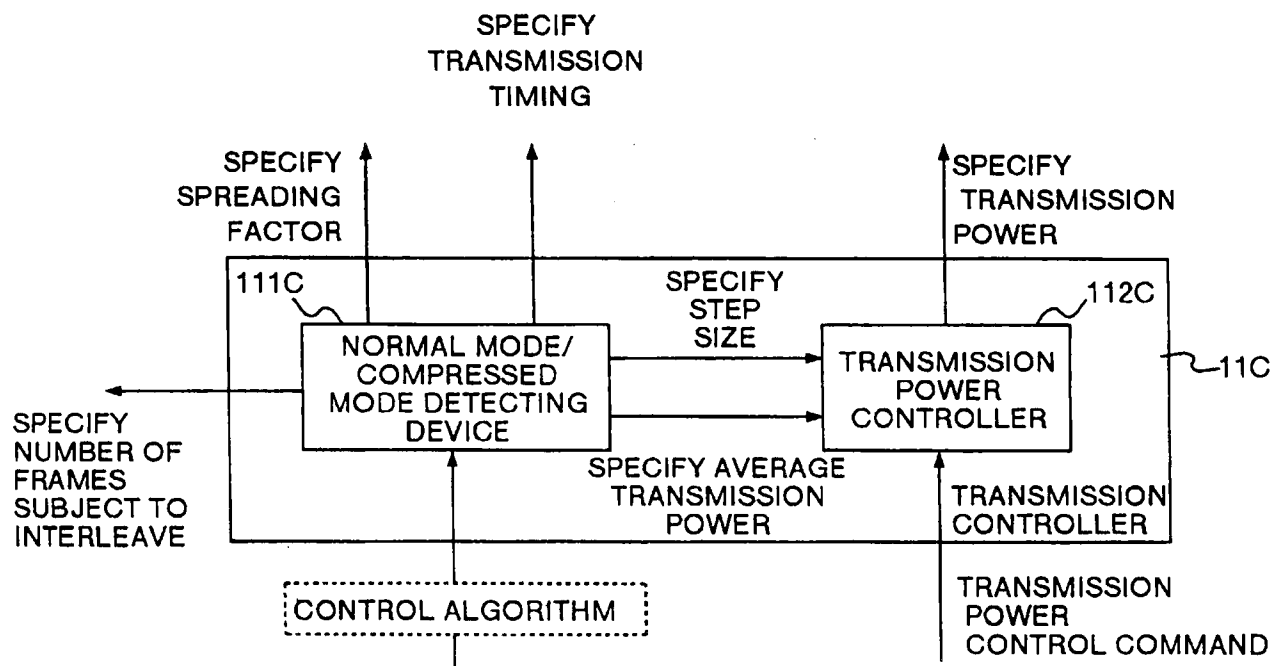 SPECIFY
TRANSMISSION
TIMING
SPECIFY
SPREADING
FACTOR
SPECIFY
TRANSMISSION
POWER
111C
SPECIFY
STEP
SIZE
112C
NORMAL MODE/
COMPRESSED
MODE DETECTING
DEVICE
TRANSMISSION
POWER
CONTROLLER
11C
SPECIFY
NUMBER OF
FRAMES
SUBJECT TO
INTERLEAVE
SPECIFY AVERAGE
TRANSMISSION
POWER
TRANSMISSION
CONTROLLER
CONTROL ALGORITHM
TRANSMISSION
POWER
CONTROL COMMAND